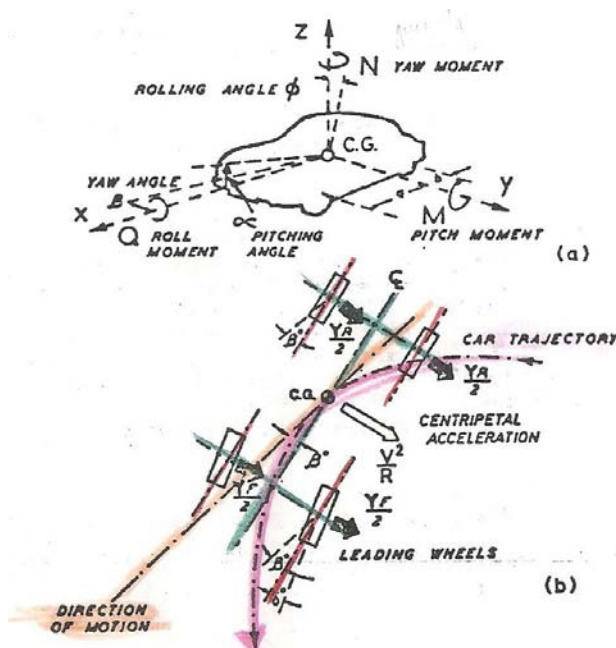 Z
N YAW MOMENT
ROLLING ANGLE ϕ
C.G.
YAW ANGLE
β
X
Q
ROLL
MOMENT
∝
PITCHING
ANGLE
a
b
M
y
PITCH MOMENT
(a)
℄
β°
YR
2
CAR TRAJECTORY
YR
2
C.G.
CENTRIPETAL
ACCELERATION
V²
R
β°
YF
2
YF
2
LEADING WHEELS
β°
δ°
DIRECTION
OF MOTION
(b)